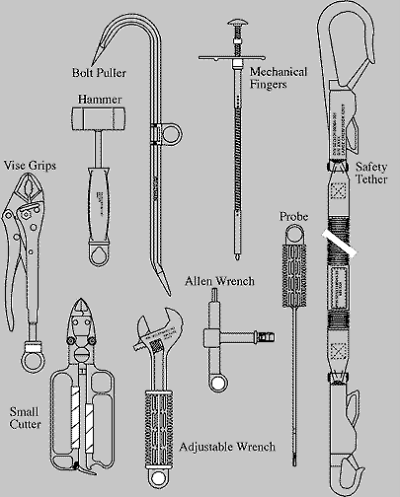 Bolt Puller
Mechanical
Fingers
Hammer
Vise Grips
Safety
Tether
Probe
Allen Wrench
Small
Cutter
Adjustable Wrench